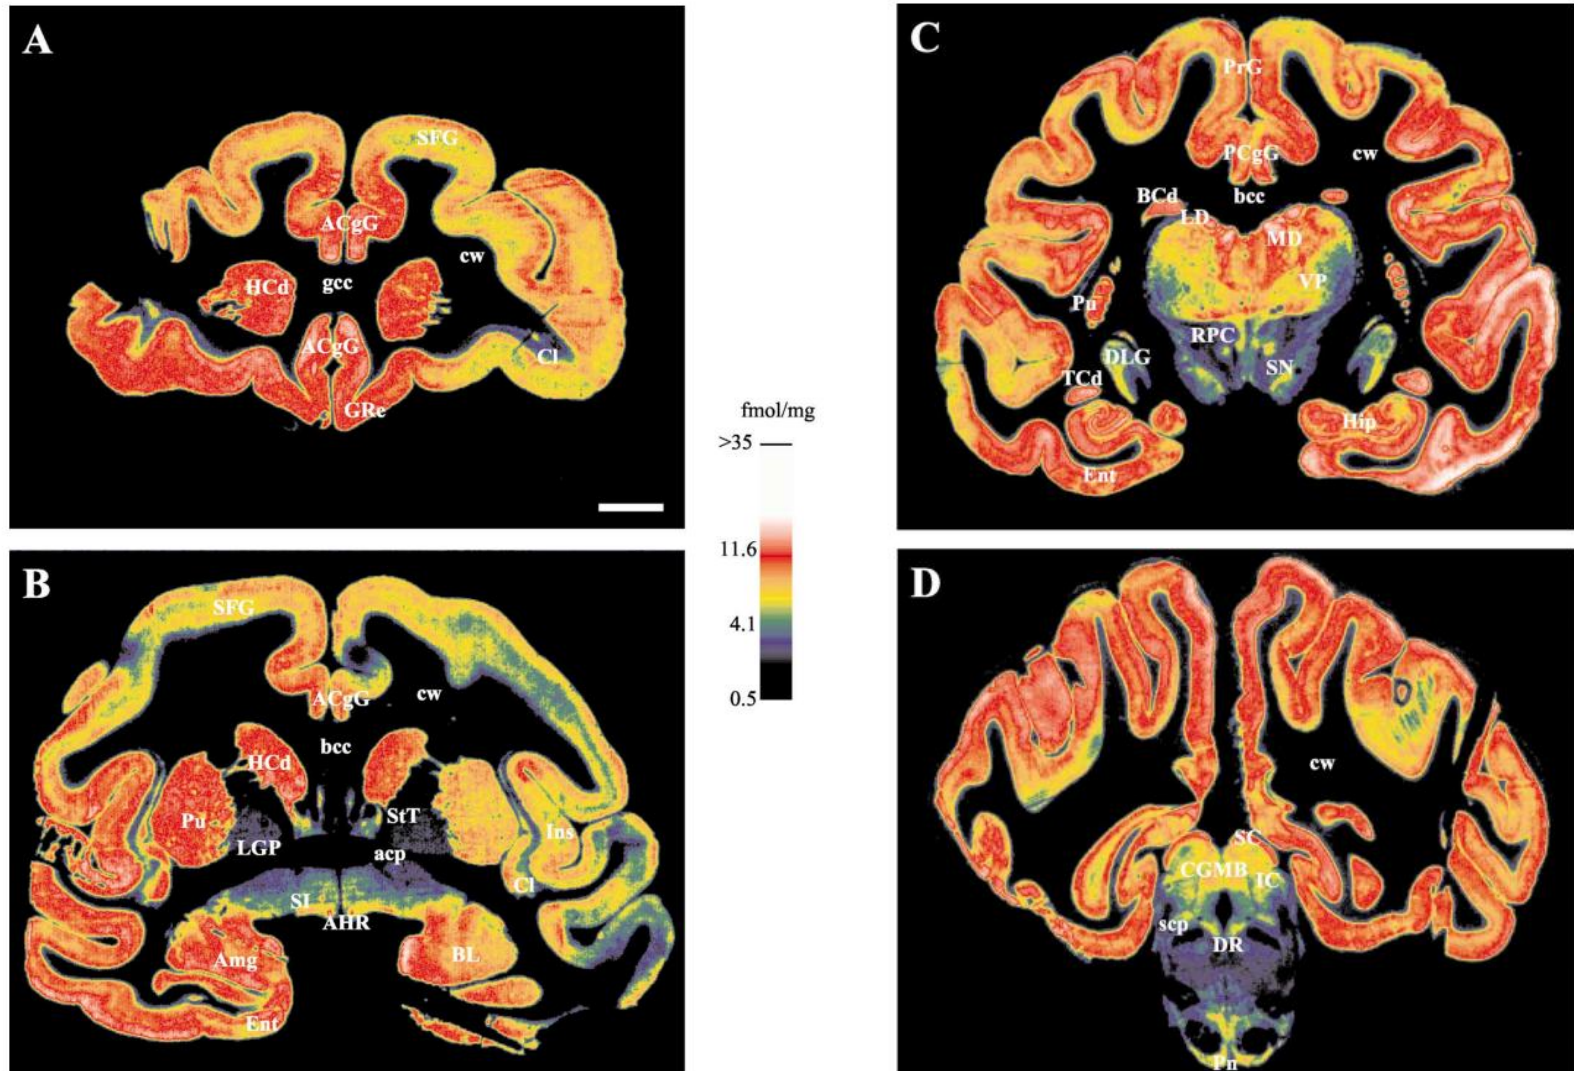 A
SFG
ACgG
cw
gcc
HCd
ACgG
Cl
GRe
B
SFG
ACgG
cw
bcc
HCd
StT
Pu
Ins
LGP
acp
Cl
SI
AHR
Amg
BL
Ent
fmol/mg
>35
11.6
4.1
0.5
C
PrG
PCgG
cw
BCd
bcc
LD
MD
VP
Pu
RPC
DLG
SN
TCd
Hip
Ent
D
cw
SC
CGMB
IC
scp
DR
Pn